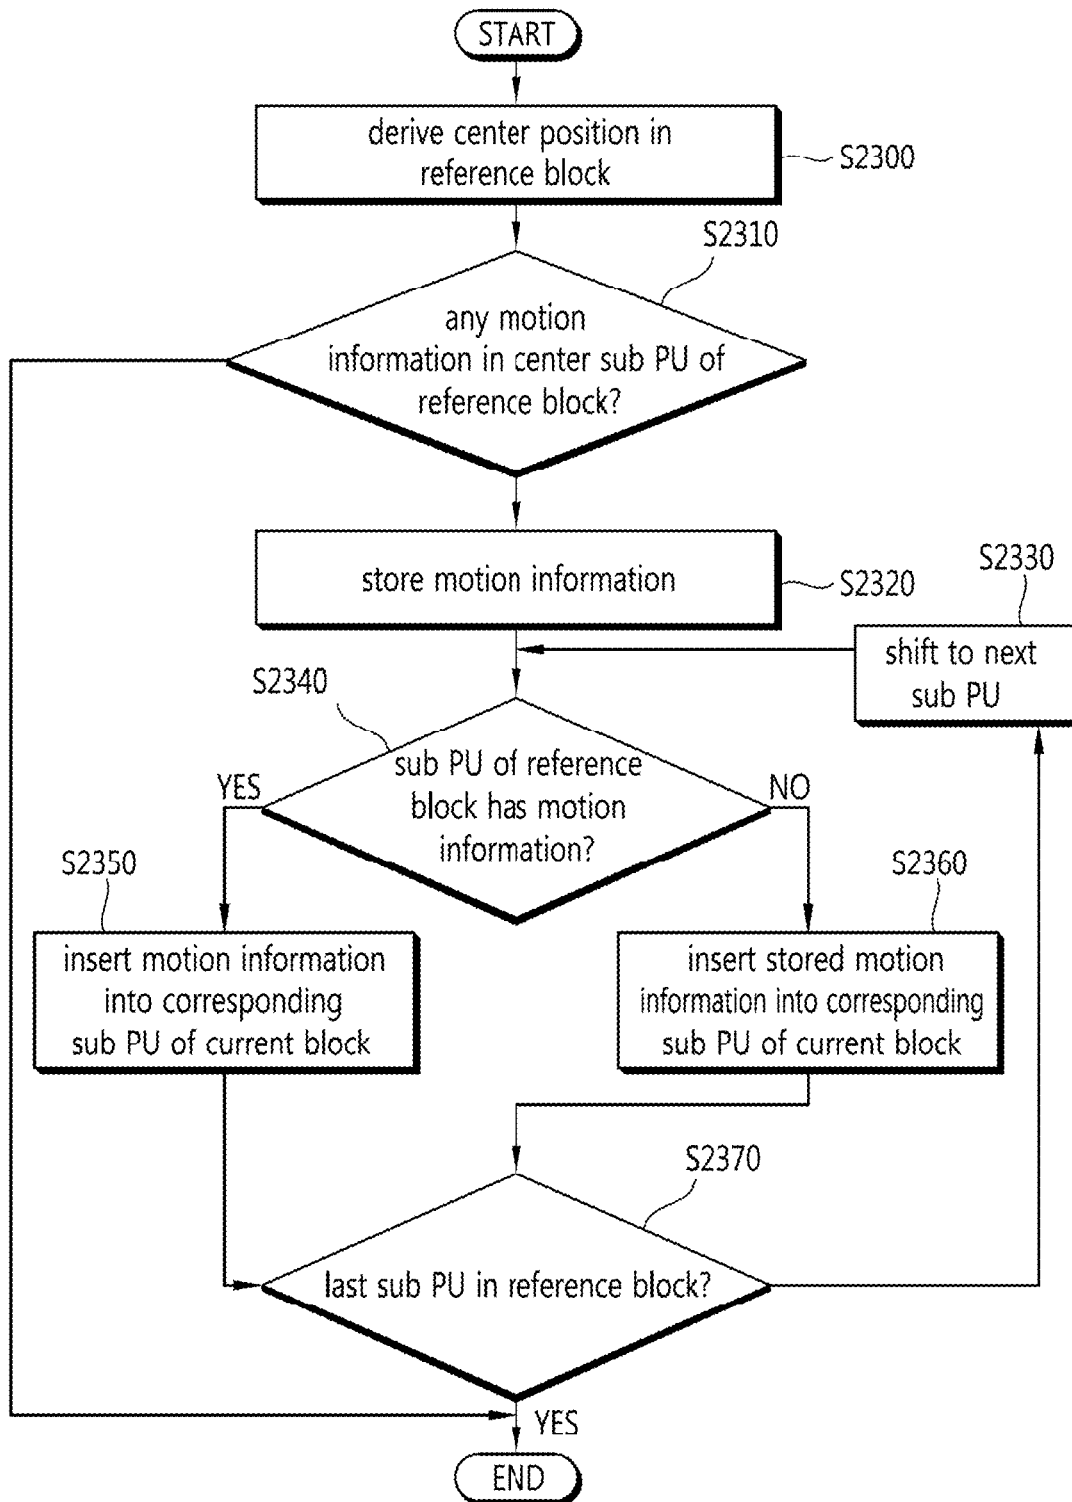 START
derive center position in
reference block
S2300
S2310
any motion
information in center sub PU of
reference block?
store motion information
S2320
S2330
shift to next
sub PU
S2340
sub PU of reference
block has motion
information?
YES
NO
S2350
insert motion information
into corresponding
sub PU of current block
S2360
insert stored motion
information into corresponding
sub PU of current block
S2370
last sub PU in reference block?
YES
END